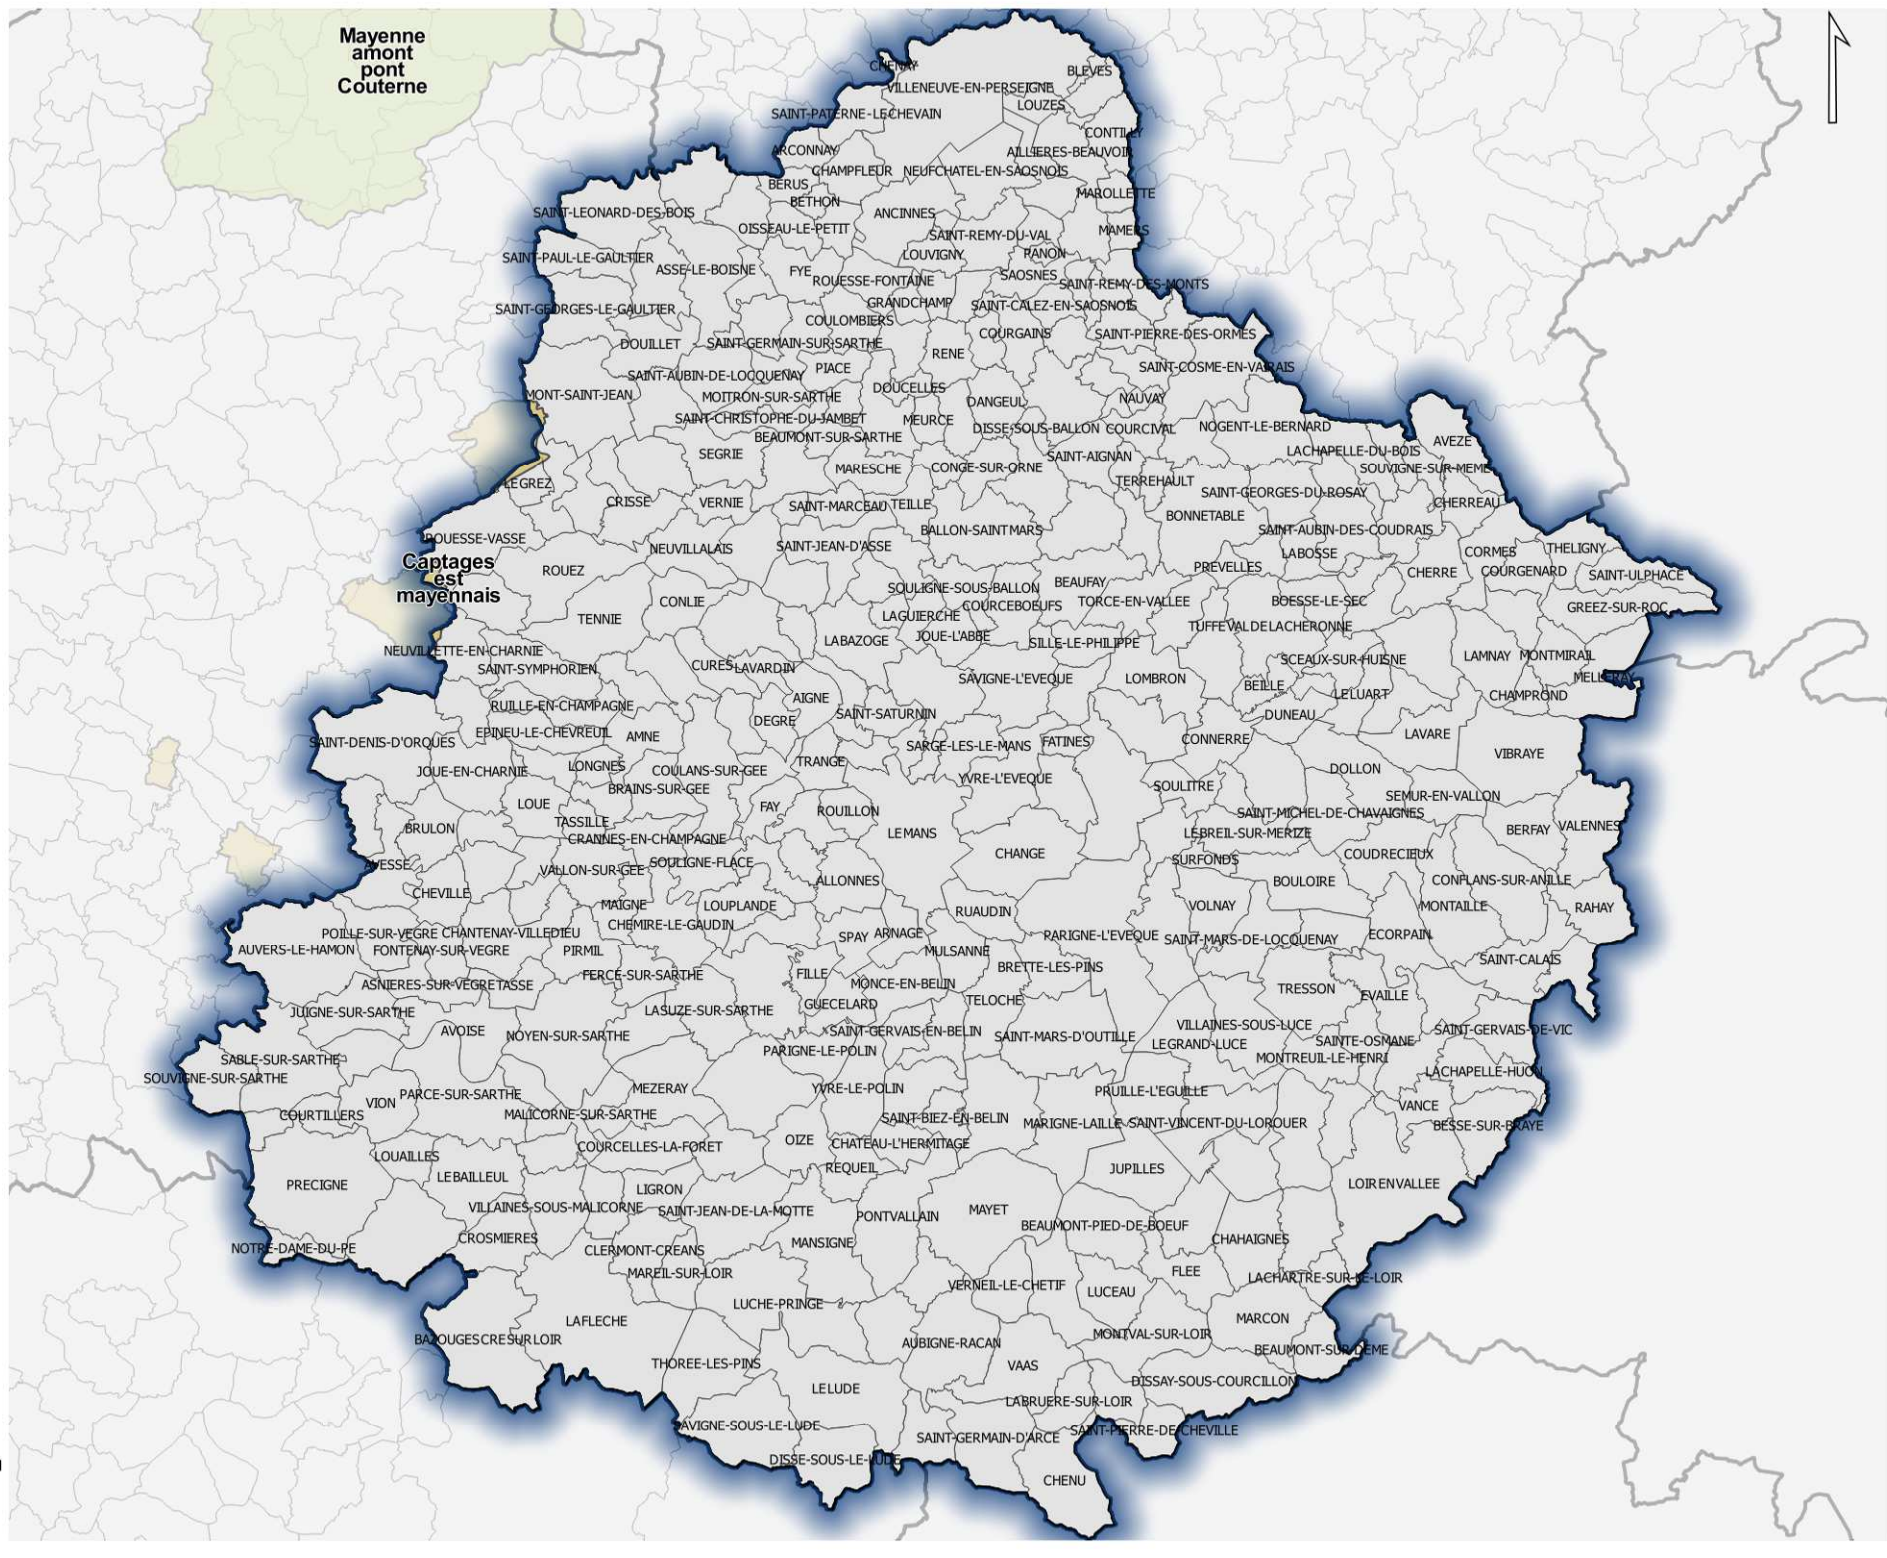 Mayenne
amont
pont
Couterne
CHENAY
BLEVES
VILLENEUVE-EN-PERSEIGNE
LOUZES
SAINT-PATERNE-LECHEVAIN
CONTILLY
ARCONNAY
AILLIERES-BEAUVOIR
CHAMPFLEUR NEUFCHATEL-EN-SAOSNOIS
BERUS
MAROLLETTE
BETHON
SAINT-LEONARD-DES-BOIS
ANCINNES
OISSEAU-LE-PETIT
SAINT-REMY-DU-VAL
MAMERS
SAINT-PAUL-LE-GAULTIER
LOUVIGNY
PANON
ASSE-LE-BOISNE
FYE
SAOSNES
ROUESSE-FONTAINE
SAINT-REMY-DES-MONTS
GRANDCHAMP
SAINT-CALEZ-EN-SAOSNOIS
SAINT-GEORGES-LE-GAULTIER
COULOMBIERS
COURGAINS
SAINT-PIERRE-DES-ORMES
DOUILLET
SAINT-GERMAIN-SUR-SARTHE
RENE
SAINT-AUBIN-DE-LOCQUENAY
PIACE
SAINT-COSME-EN-VAIRAIS
MONT-SAINT-JEAN
MOITRON-SUR-SARTHE
DOUCELLES
DANGEUL
NAUVAY
SAINT-CHRISTOPHE-DU-JAMBET
MEURCE
DISSE-SOUS-BALLON
COURCIVAL
NOGENT-LE-BERNARD
BEAUMONT-SUR-SARTHE
AVEZE
SEGRIE
SAINT-AIGNAN
LACHAPELLE-DU-BOIS
MARESCHE
CONGE-SUR-ORNE
SOUVIGNE-SUR-MEME
LEGREZ
TERREHAULT
SAINT-GEORGES-DU-ROSAY
CRISSE
VERNIE
SAINT-MARCEAU
TEILLE
CHERREAU
BONNETABLE
BALLON-SAINTMARS
SAINT-AUBIN-DES-COUDRAIS
ROUESSE-VASSE
NEUVILLALAIS
SAINT-JEAN-D'ASSE
LABOSSE
CORMES
THELIGNY
Captages
est
mayennais
ROUEZ
PREVELLES
CHERRE
COURGENARD
SAINT-ULPHACE
SOULIGNE-SOUS-BALLON
BEAUFAY
CONLIE
COURCEBOEUFS
TORCE-EN-VALLEE
BOESSE-LE-SEC
GREEZ-SUR-ROC
TENNIE
LAGUIERCHE
TUFFEVALDELACHERONNE
NEUVILLETTE-EN-CHARNIE
LABAZOGE
JOUE-L'ABBE
SILLE-LE-PHILIPPE
SAINT-SYMPHORIEN
CURES
LAVARDIN
SCEAUX-SUR-HUISNE
LAMNAY
MONTMIRAIL
SAVIGNE-L'EVEQUE
LOMBRON
BEILLE
MELLERAY
LELUART
CHAMPROND
RUILLE-EN-CHAMPAGNE
AIGNE
SAINT-SATURNIN
DUNEAU
DEGRE
EPINEU-LE-CHEVREUIL
AMNE
SAINT-DENIS-D'ORQUES
SARGE-LES-LE-MANS
FATINES
CONNERRE
LAVARE
VIBRAYE
JOUE-EN-CHARNIE
LONGNES
COULANS-SUR-GEE
TRANGE
DOLLON
YVRE-L'EVEQUE
BRAINS-SUR-GEE
SOULITRE
SEMUR-EN-VALLON
LOUE
FAY
ROUILLON
SAINT-MICHEL-DE-CHAVAIGNES
BRULON
TASSILLE
LEMANS
LEBREIL-SUR-MERIZE
BERFAY
VALENNES
CRANNES-EN-CHAMPAGNE
CHANGE
COUDRECIEUX
AVESSE
SOULIGNE-FLACE
SURFONDS
VALLON-SUR-GEE
ALLONNES
BOULOIRE
CONFLANS-SUR-ANILLE
CHEVILLE
MAIGNE
LOUPLANDE
RUAUDIN
VOLNAY
MONTAILLE
RAHAY
CHEMIRE-LE-GAUDIN
POILLE-SUR-VEGRE
CHANTENAY-VILLEDIEU
SPAY
ARNAGE
PARIGNE-L'EVEQUE
SAINT-MARS-DE-LOCQUENAY
ECORPAIN
AUVERS-LE-HAMON
FONTENAY-SUR-VEGRE
PIRMIL
MULSANNE
SAINT-CALAIS
FERCE-SUR-SARTHE
FILLE
BRETTE-LES-PINS
ASNIERES-SUR-VEGRE
TASSE
MONCE-EN-BELIN
TRESSON
EVAILLE
JUIGNE-SUR-SARTHE
LASUZE-SUR-SARTHE
GUECELARD
TELOCHE
AVOISE
NOYEN-SUR-SARTHE
SAINT-GERVAIS-EN-BELIN
SAINT-MARS-D'OUTILLE
VILLAINES-SOUS-LUCE
SAINT-GERVAIS-DE-VIC
LEGRAND-LUCE
SAINTE-OSMANE
SABLE-SUR-SARTHE
PARIGNE-LE-POLIN
MONTREUIL-LE-HENRI
SOUVIGNE-SUR-SARTHE
LACHAPELLE-HUON
VION
PARCE-SUR-SARTHE
MEZERAY
YVRE-LE-POLIN
PRUILLE-L'EGUILLE
VANCE
COURTILLERS
MALICORNE-SUR-SARTHE
SAINT-BIEZ-EN-BELIN
MARIGNE-LAILLE
SAINT-VINCENT-DU-LOROUER
BESSE-SUR-BRAYE
COURCELLES-LA-FORET
OIZE
CHATEAU-L'HERMITAGE
LOUAILLES
REQUEIL
JUPILLES
PRECIGNE
LEBAILLEUL
LIGRON
LOIRENVALLEE
VILLAINES-SOUS-MALICORNE
SAINT-JEAN-DE-LA-MOTTE
PONTVALLAIN
MAYET
BEAUMONT-PIED-DE-BOEUF
NOTRE-DAME-DU-PE
CROSMIERES
MANSIGNE
CHAHAIGNES
CLERMONT-CREANS
MAREIL-SUR-LOIR
FLEE
LACHARTRE-SUR-LE-LOIR
VERNEIL-LE-CHETIF
LUCEAU
LUCHE-PRINGE
LAFLECHE
MARCON
BAZOUGESCRESURLOIR
AUBIGNE-RACAN
MONTVAL-SUR-LOIR
BEAUMONT-SUR-DEME
THOREE-LES-PINS
VAAS
LELUDE
DISSAY-SOUS-COURCILLON
LABRUERE-SUR-LOIR
SAVIGNE-SOUS-LE-LUDE
SAINT-GERMAIN-D'ARCE
SAINT-PIERRE-DE-CHEVILLE
DISSE-SOUS-LE-LUDE
CHENU